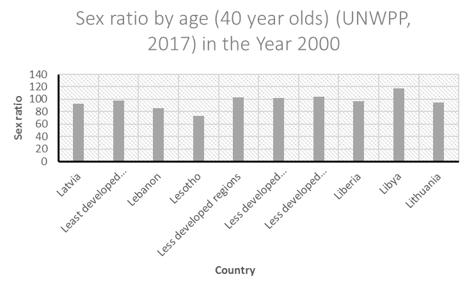 Sex ratio by age (40 year olds) (UNWPP,
2017) in the Year 2000
140
120
100
80
60
40
20
0
Sex ratio
Latvia
Least developed...
Lebanon
Lesotho
Less developed regions
Less developed...
Less developed...
Liberia
Libya
Lithuania
Country